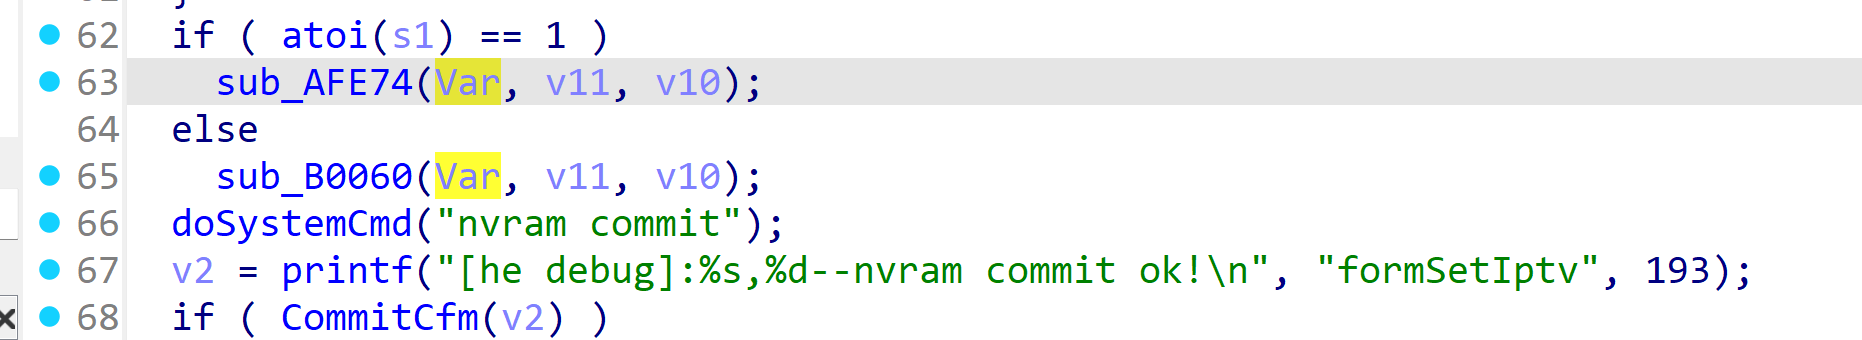 62 if ( atoi(s1) == 1 )
63 sub_AFE74(Var, v11, v10);
64 else
65 sub_B0060(Var, v11, v10);
66 doSystemCmd("nvram commit");
67 v2 = printf("[he debug]:%s,%d--nvram commit ok!\n", "formSetIptv", 193);
68 if ( CommitCfm(v2) )